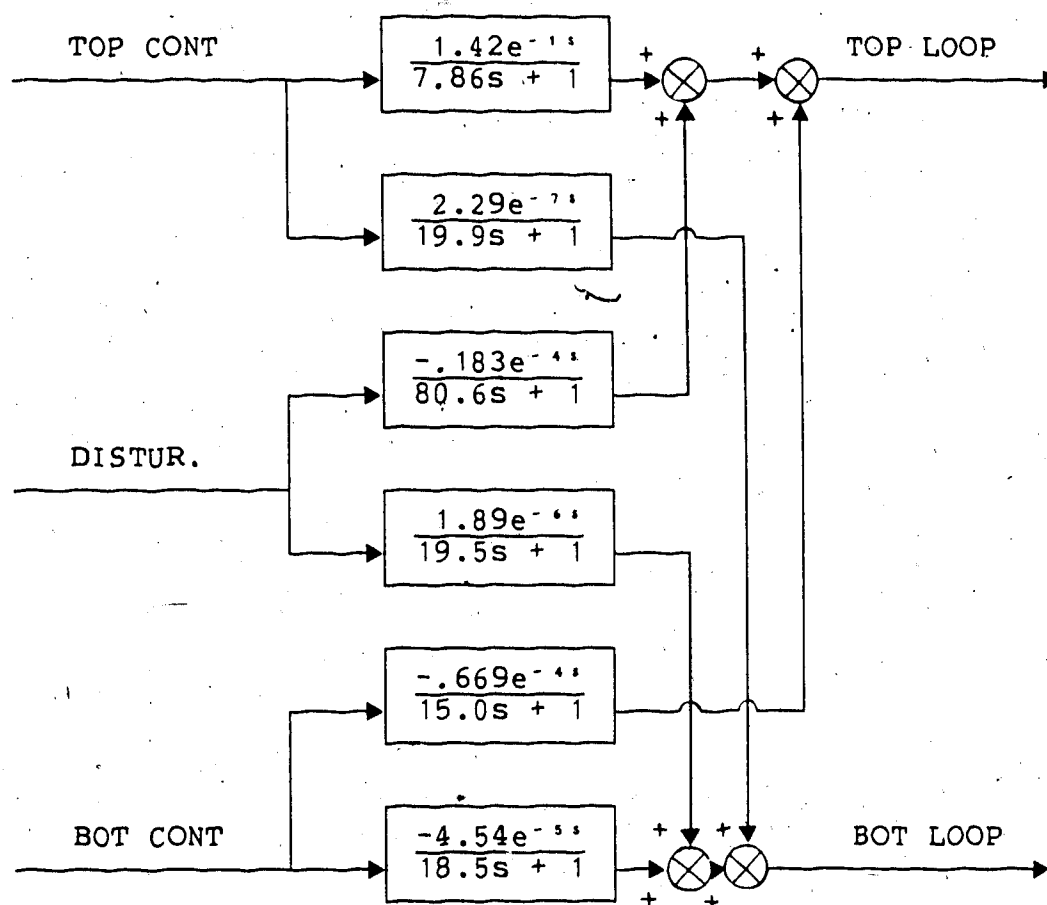 TOP CONT
1.42e⁻¹ˢ
7.86s + 1
+
+
TOP LOOP
+
+
2.29e⁻⁷ˢ
19.9s + 1
-.183e⁻⁴ˢ
80.6s + 1
DISTUR.
1.89e⁻⁶ˢ
19.5s + 1
-.669e⁻⁴ˢ
15.0s + 1
BOT CONT
-4.54e⁻⁵ˢ
18.5s + 1
+
+
BOT LOOP
+
+